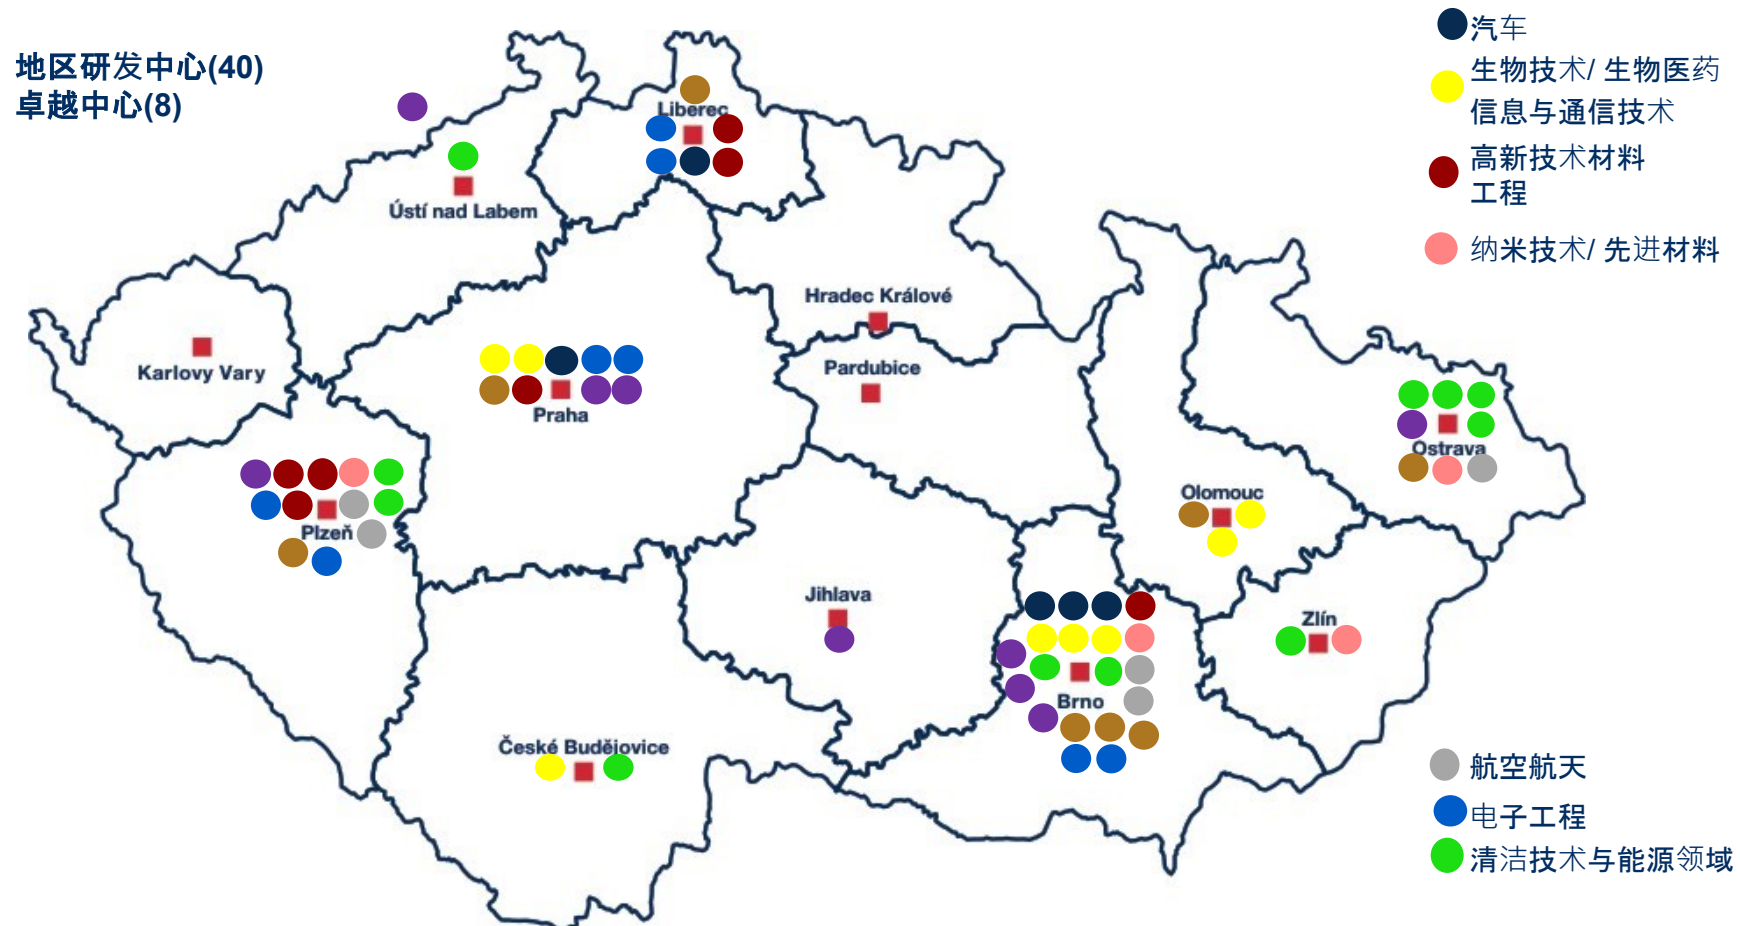 地区研发中心(40)
卓越中心(8)
汽车
生物技术/ 生物医药
信息与通信技术
高新技术材料
工程
纳米技术/ 先进材料
Liberec
Ústí nad Labem
Hradec Králové
Karlovy Vary
Pardubice
Praha
Ostrava
Olomouc
Plzeň
Jihlava
Zlín
Brno
České Budějovice
航空航天
电子工程
清洁技术与能源领域